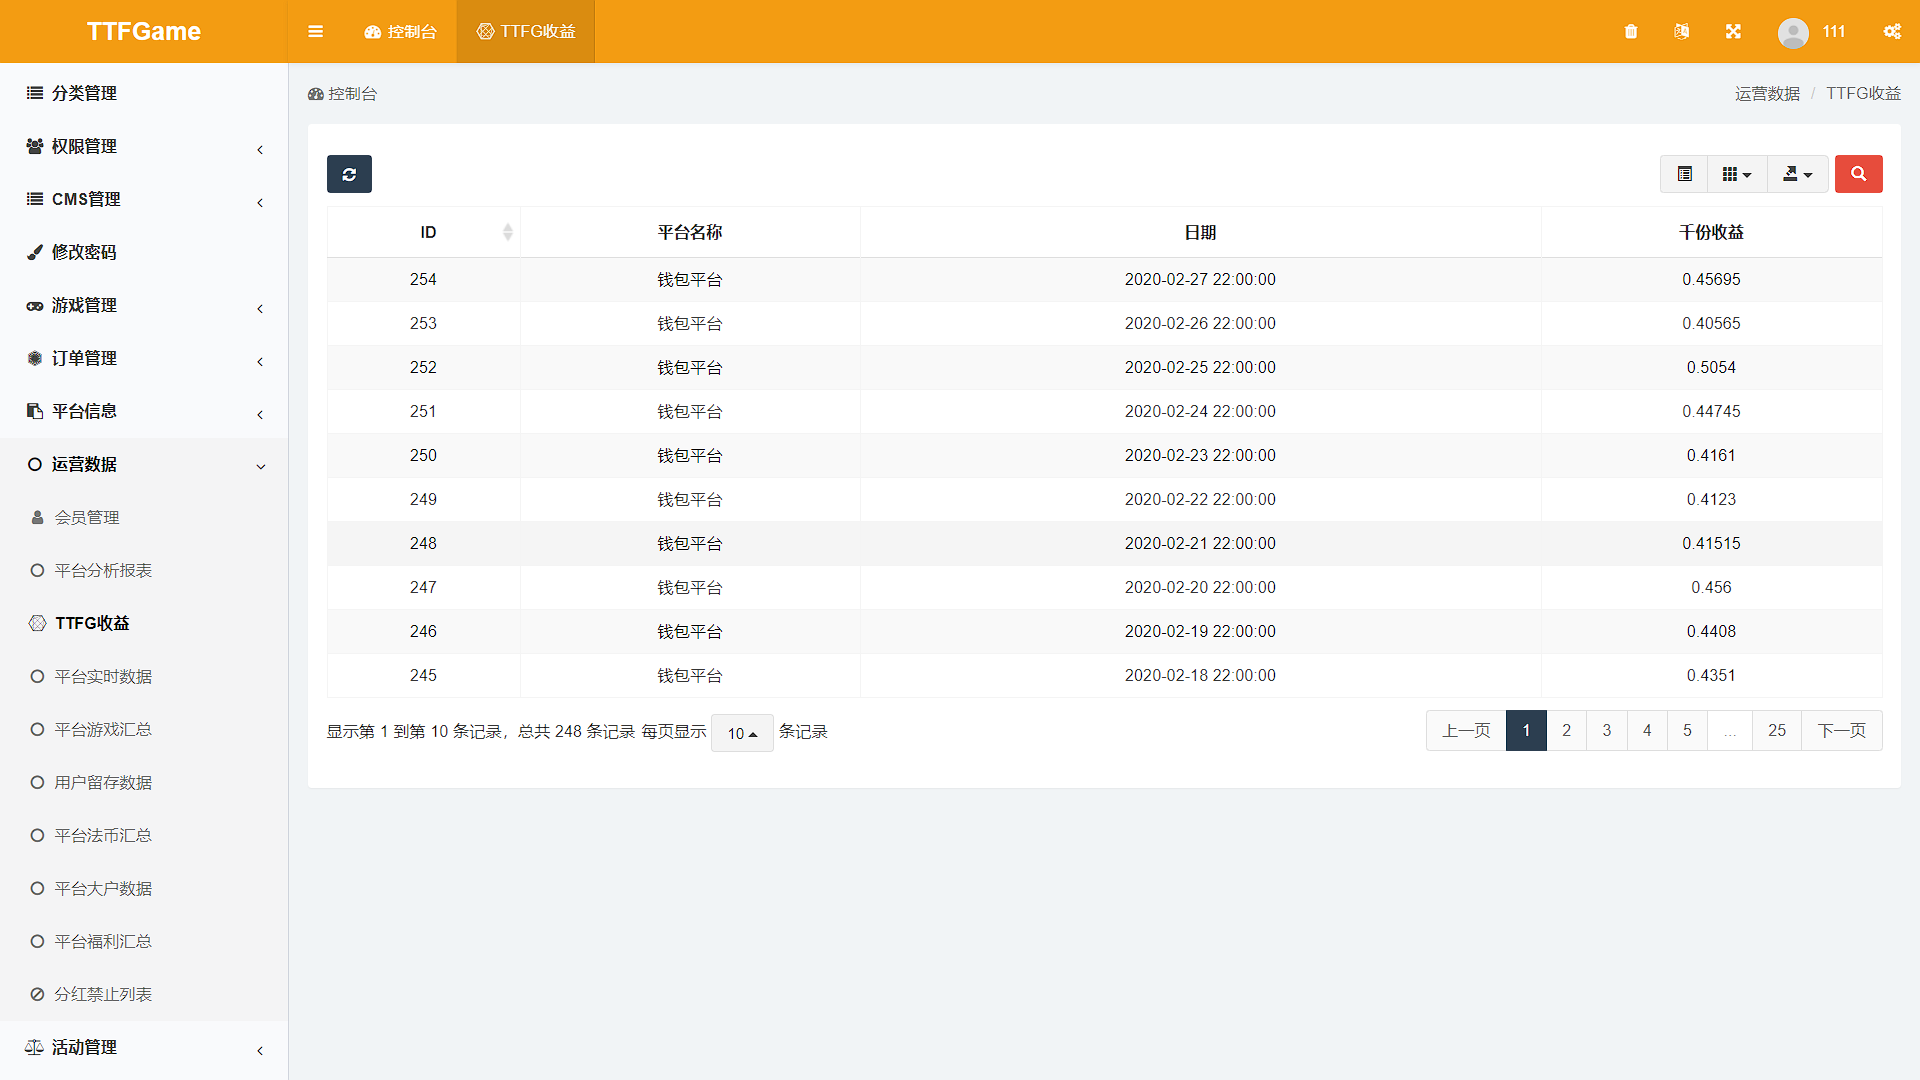 TTFGame
控制台
TTFG收益
111
分类管理
权限管理
CMS管理
修改密码
游戏管理
订单管理
平台信息
运营数据
会员管理
平台分析报表
TTFG收益
平台实时数据
平台游戏汇总
用户留存数据
平台法币汇总
平台大户数据
平台福利汇总
分红禁止列表
活动管理
控制台
运营数据 / TTFG收益
ID 平台名称 日期 千份收益
254 钱包平台 2020-02-27 22:00:00 0.45695
253 钱包平台 2020-02-26 22:00:00 0.40565
252 钱包平台 2020-02-25 22:00:00 0.5054
251 钱包平台 2020-02-24 22:00:00 0.44745
250 钱包平台 2020-02-23 22:00:00 0.4161
249 钱包平台 2020-02-22 22:00:00 0.4123
248 钱包平台 2020-02-21 22:00:00 0.41515
247 钱包平台 2020-02-20 22:00:00 0.456
246 钱包平台 2020-02-19 22:00:00 0.4408
245 钱包平台 2020-02-18 22:00:00 0.4351
显示第 1 到第 10 条记录，总共 248 条记录 每页显示 10 条记录
上一页 1 2 3 4 5 ... 25 下一页